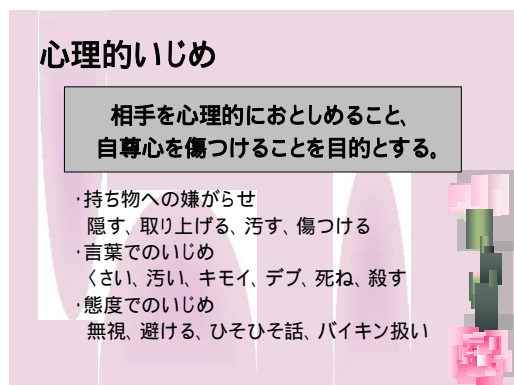 心理的いじめ
相手を心理的におとしめること、
自尊心を傷つけることを目的とする。
・持ち物への嫌がらせ
隠す、取り上げる、汚す、傷つける
・言葉でのいじめ
くさい、汚い、キモイ、デブ、死ね、殺す
・態度でのいじめ
無視、避ける、ひそひそ話、バイキン扱い